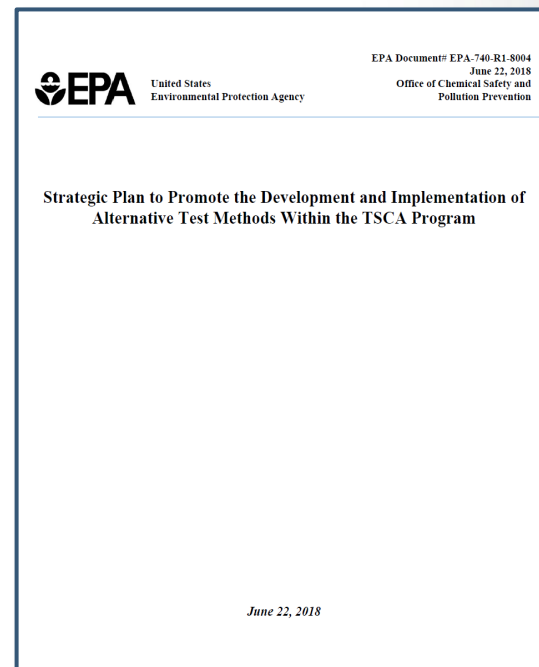 EPA Document# EPA-740-R1-8004
June 22, 2018
Office of Chemical Safety and
Pollution Prevention
EPA
United States
Environmental Protection Agency
Strategic Plan to Promote the Development and Implementation of
Alternative Test Methods Within the TSCA Program
June 22, 2018